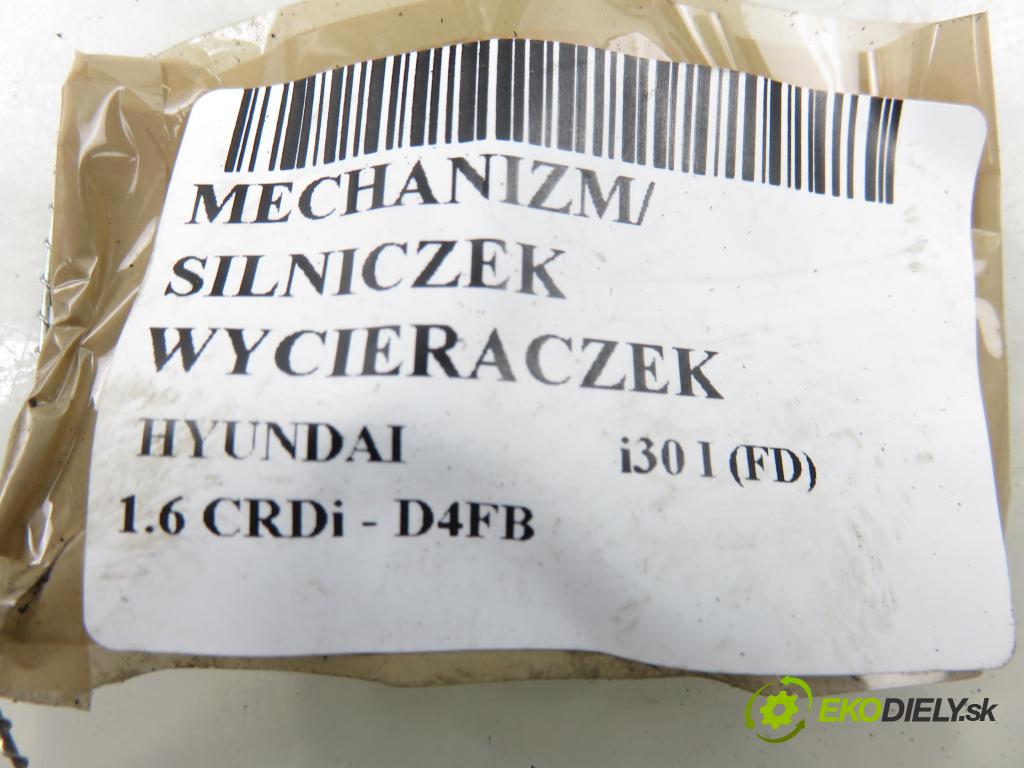 MECHANIZM/
SILNICZEK
WYCIERACZEK
HYUNDAI i30 I (FD)
1.6 CRDi - D4FB
EKODIELY.sk